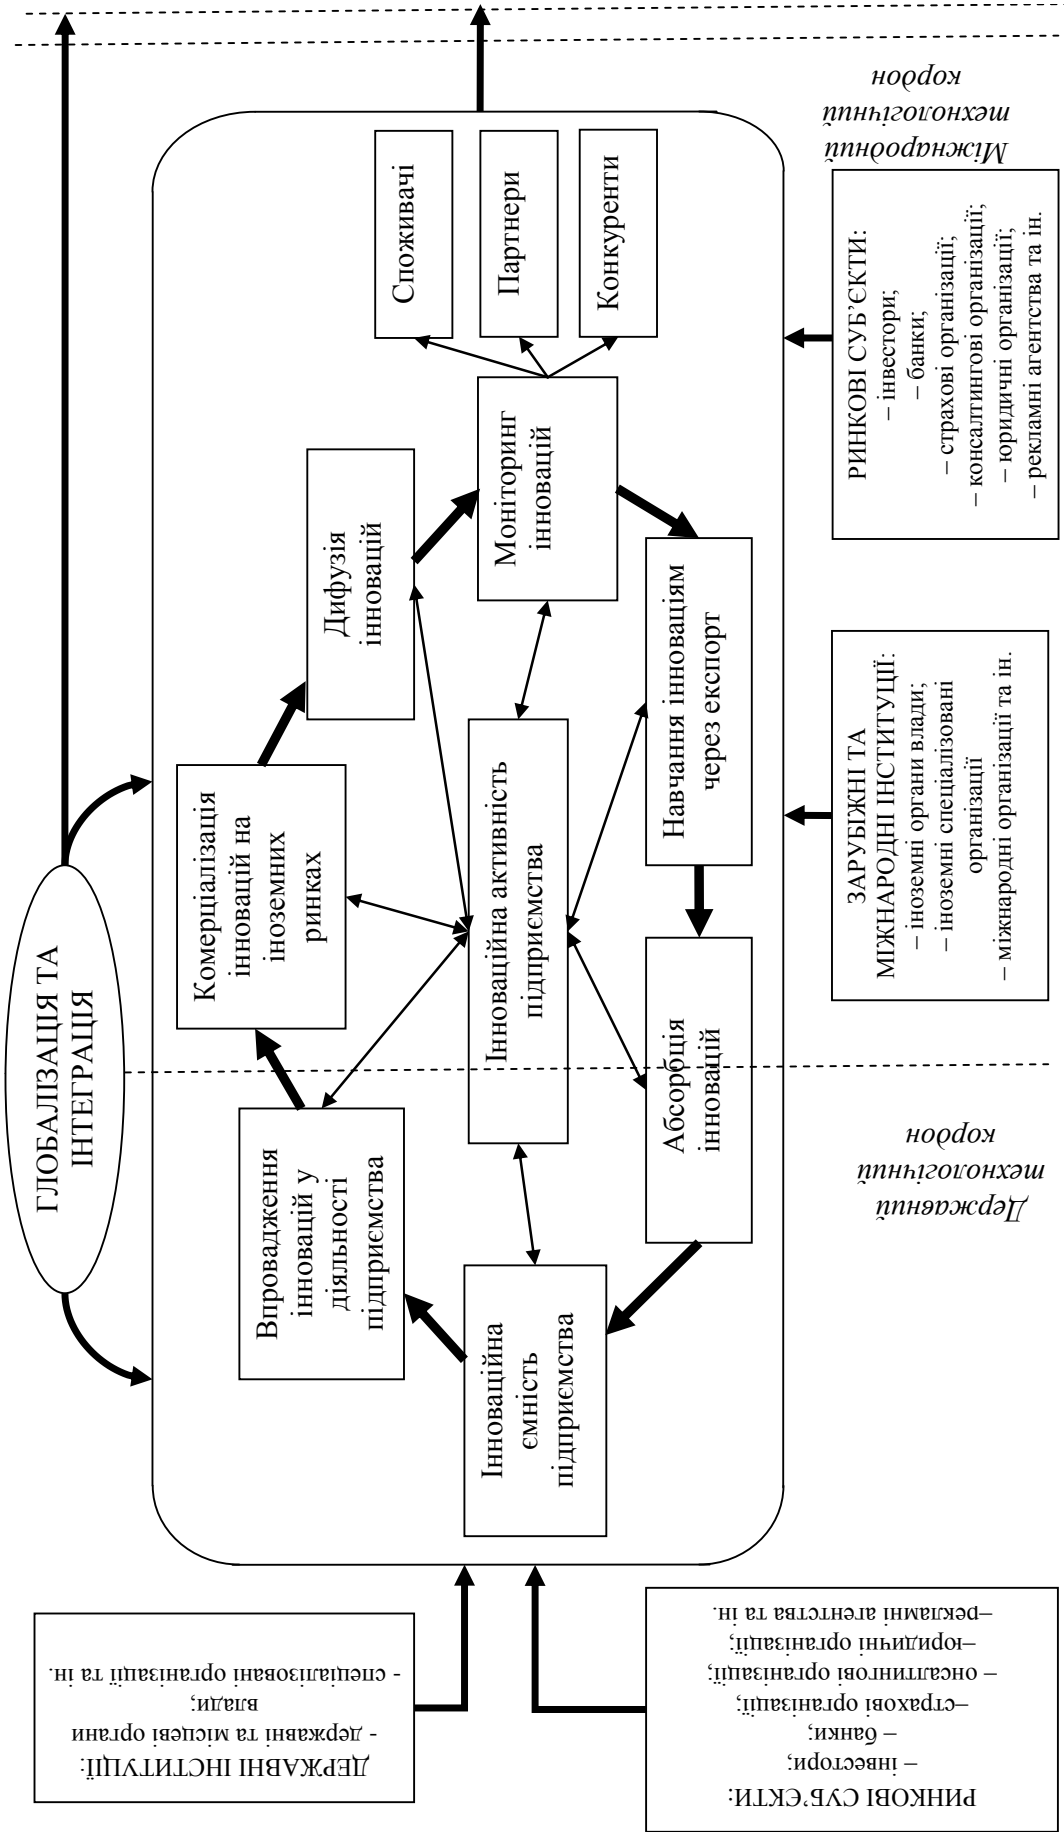 ГЛОБАЛІЗАЦІЯ ТА
ІНТЕГРАЦІЯ
ДЕРЖАВНІ ІНСТИТУЦІЇ:
- державні та місцеві органи
влади;
- спеціалізовані організації та ін.
РИНКОВІ СУБ’ЄКТИ:
– інвестори;
– банки;
–страхові організації;
– онсалтингові організації;
–юридичні організації;
–рекламні агентства та ін.
Впровадження
інновацій у
діяльності
підприємства
Комерціалізація
інновацій на
іноземних
ринках
Дифузія
інновацій
Моніторинг
інновацій
Споживачі
Партнери
Конкуренти
Інноваційна
ємність
підприємства
Інноваційна активність
підприємства
Абсорбція
інновацій
Навчання інноваціям
через експорт
Державний
технологічний
кордон
ЗАРУБІЖНІ ТА
МІЖНАРОДНІ ІНСТИТУЦІЇ:
– іноземні органи влади;
– іноземні спеціалізовані
організації
– міжнародні організації та ін.
РИНКОВІ СУБ’ЄКТИ:
– інвестори;
– банки;
– страхові організації;
– консалтингові організації;
– юридичні організації;
– рекламні агентства та ін.
Міжнародний
технологічний
кордон